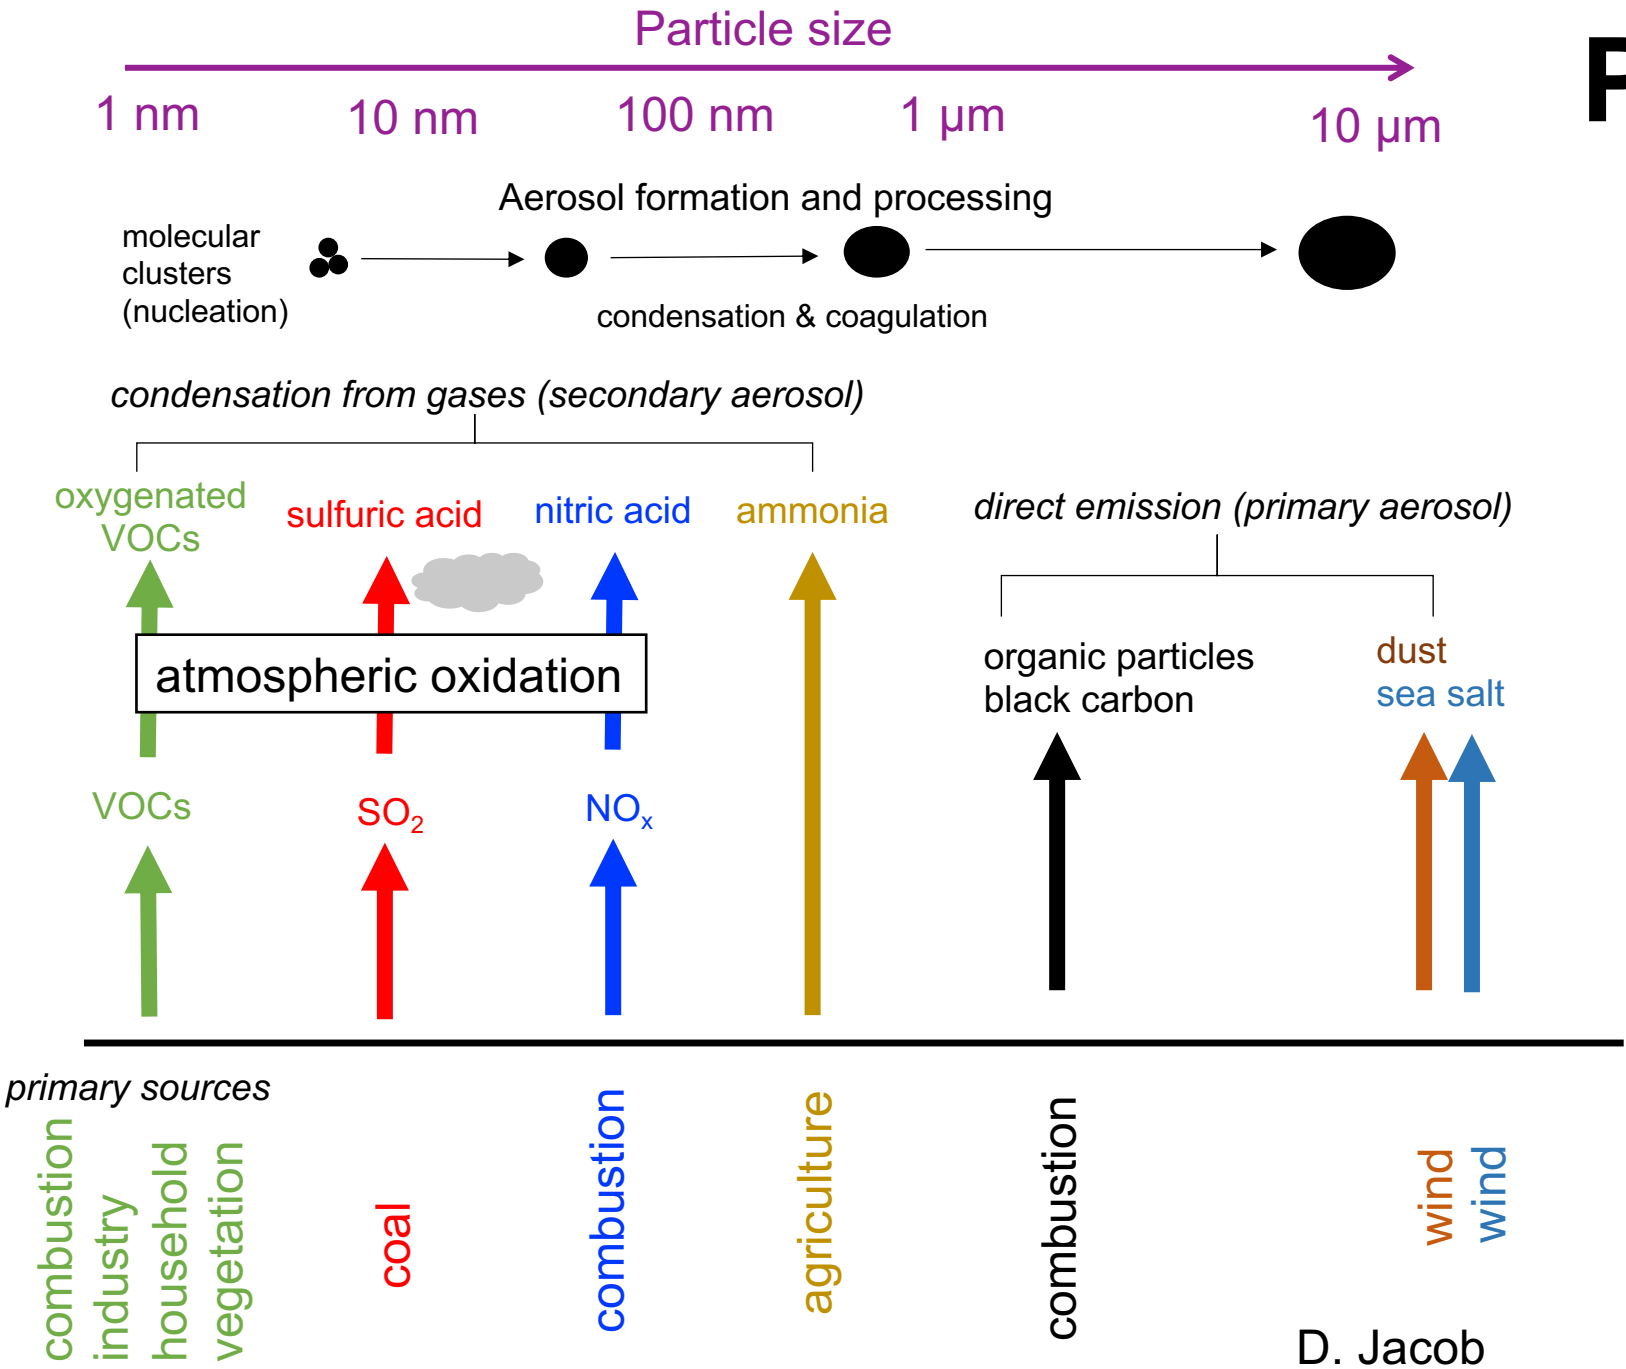 Particle size
P
1 nm
10 nm
100 nm
1 µm
10 µm
Aerosol formation and processing
molecular
clusters
(nucleation)
condensation & coagulation
condensation from gases (secondary aerosol)
oxygenated
VOCs
sulfuric acid
nitric acid
ammonia
direct emission (primary aerosol)
atmospheric oxidation
organic particles
black carbon
dust
sea salt
VOCs
SO₂
NOₓ
primary sources
combustion
industry
household
vegetation
coal
combustion
agriculture
combustion
wind
wind
D. Jacob